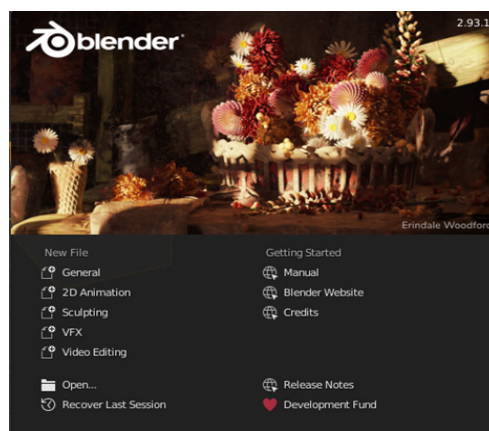 blender
2.93.1
Erindale Woodford
New File
General
2D Animation
Sculpting
VFX
Video Editing
Open...
Recover Last Session
Getting Started
Manual
Blender Website
Credits
Release Notes
Development Fund